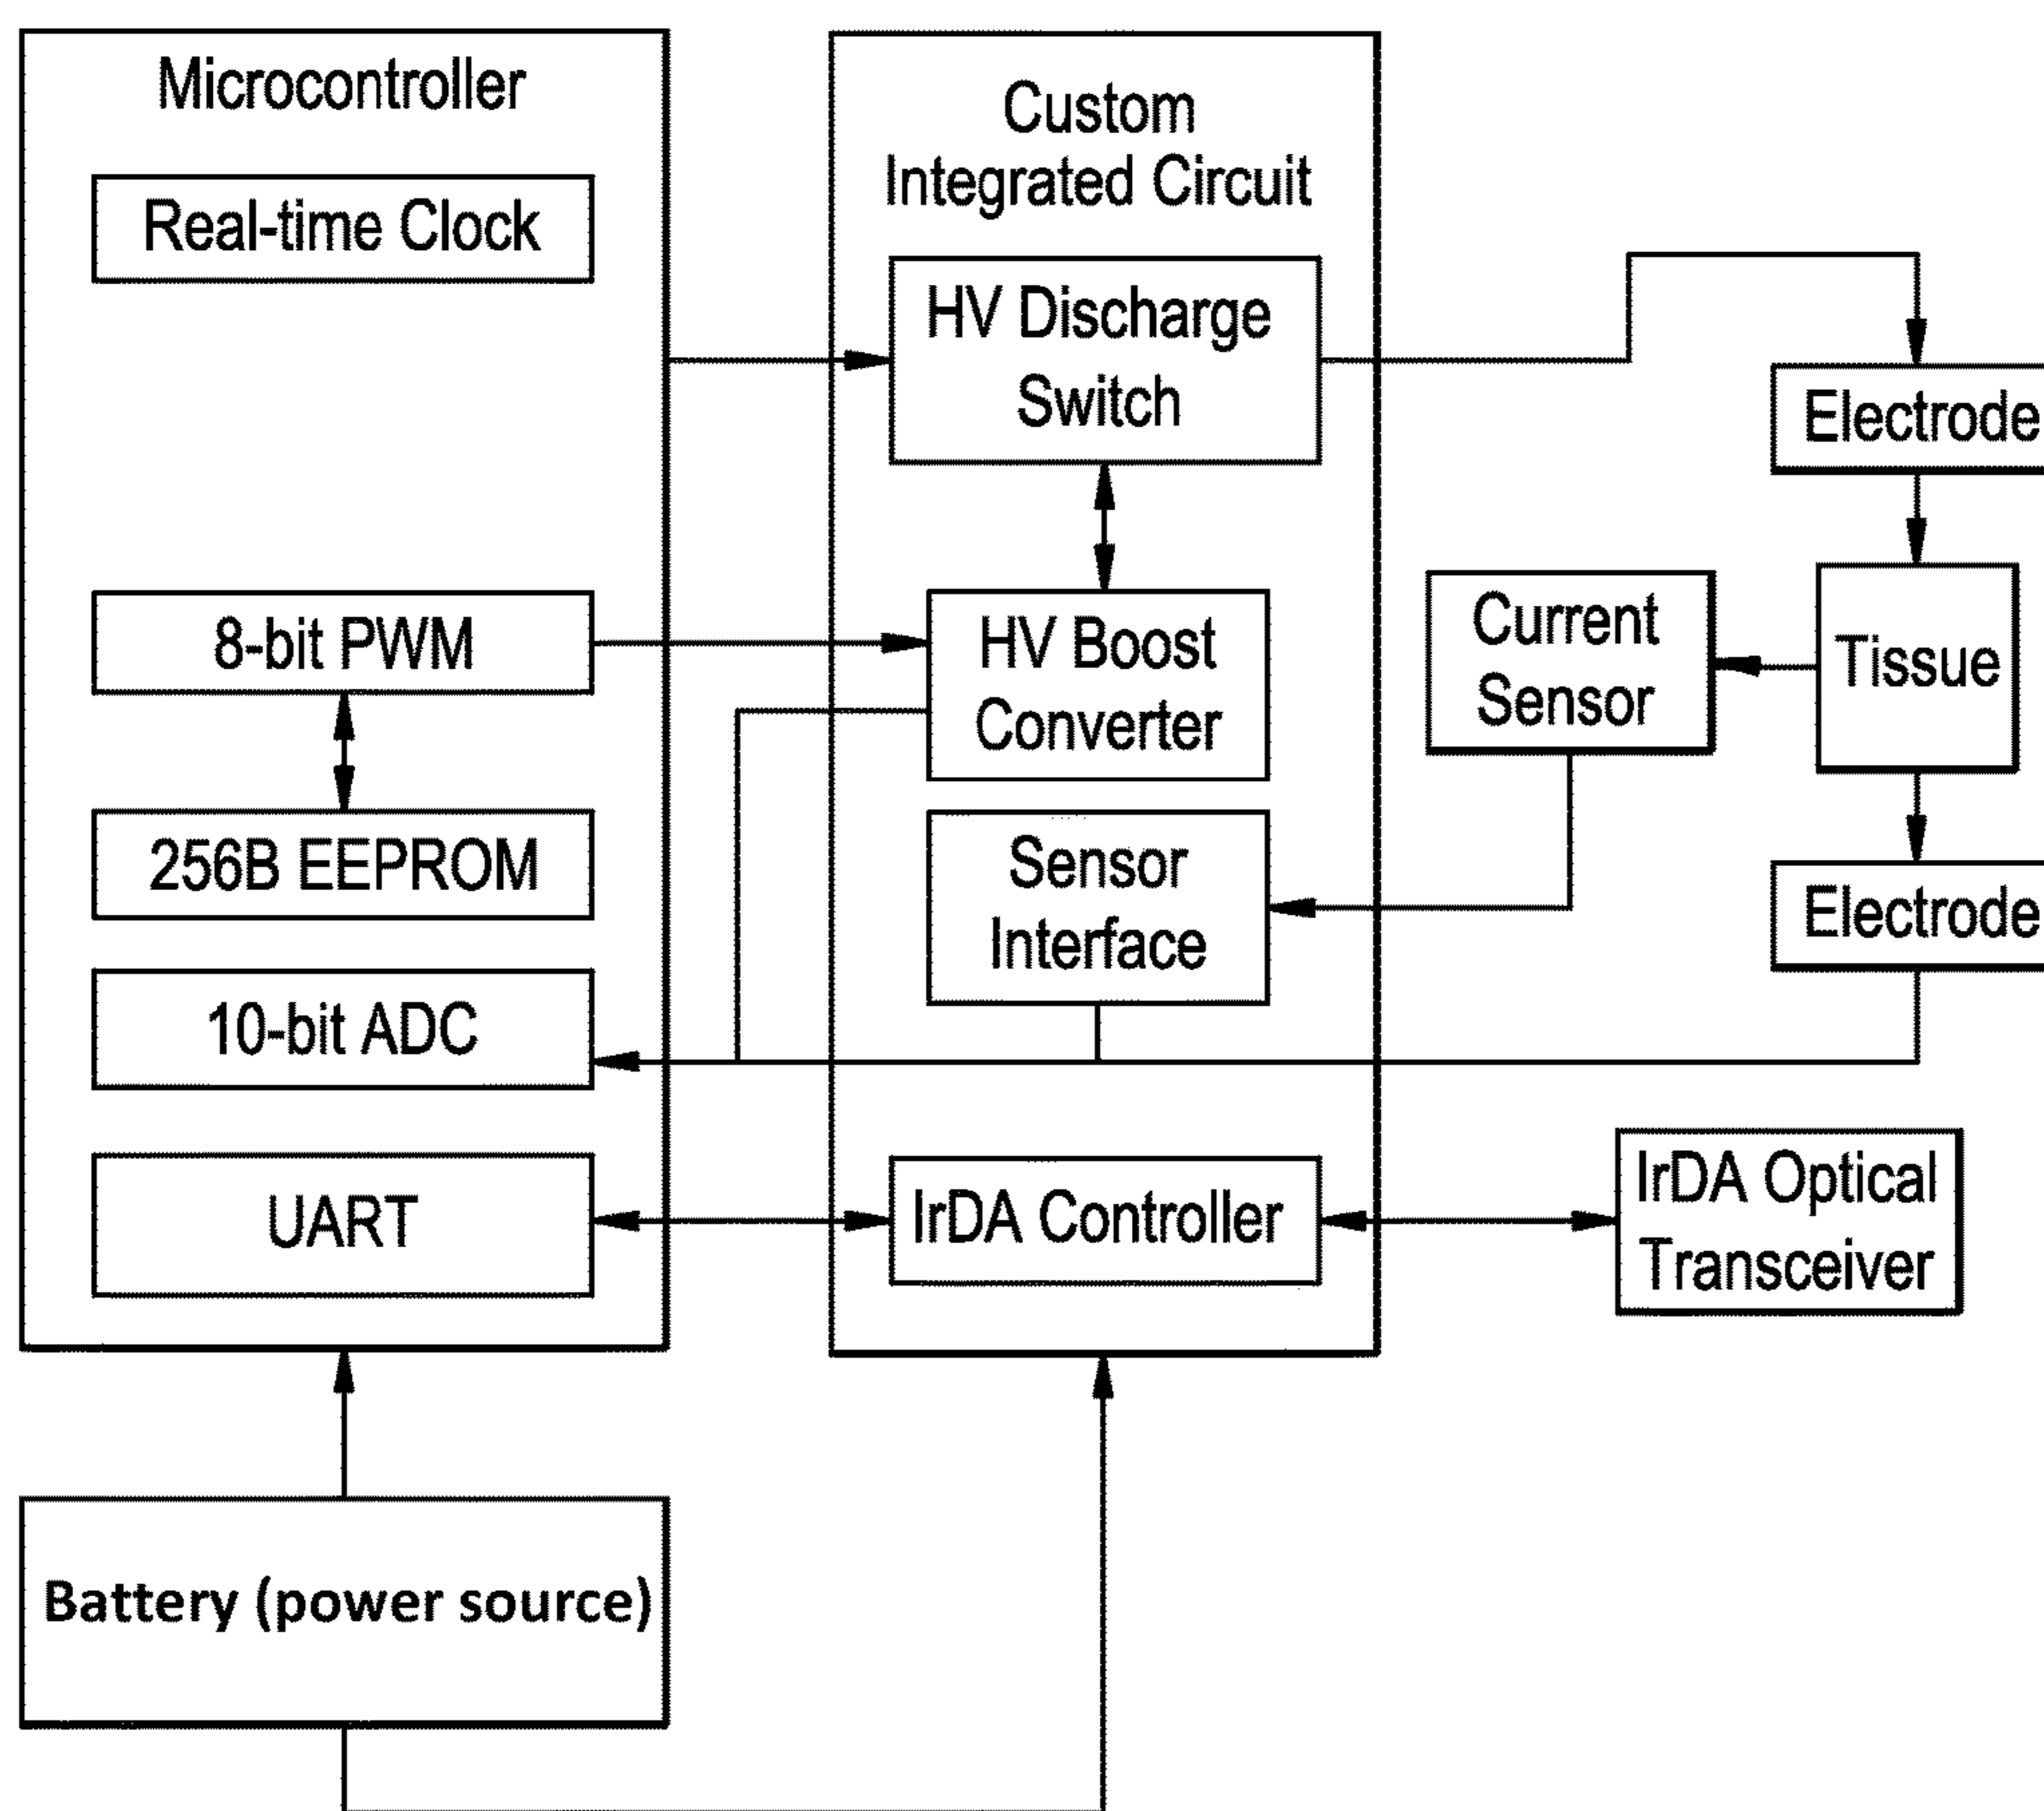 Microcontroller
Real-time Clock
8-bit PWM
256B EEPROM
10-bit ADC
UART
Battery (power source)
Custom
Integrated Circuit
HV Discharge
Switch
HV Boost
Converter
Sensor
Interface
IrDA Controller
Current
Sensor
Electrode
Tissue
Electrode
IrDA Optical
Transceiver